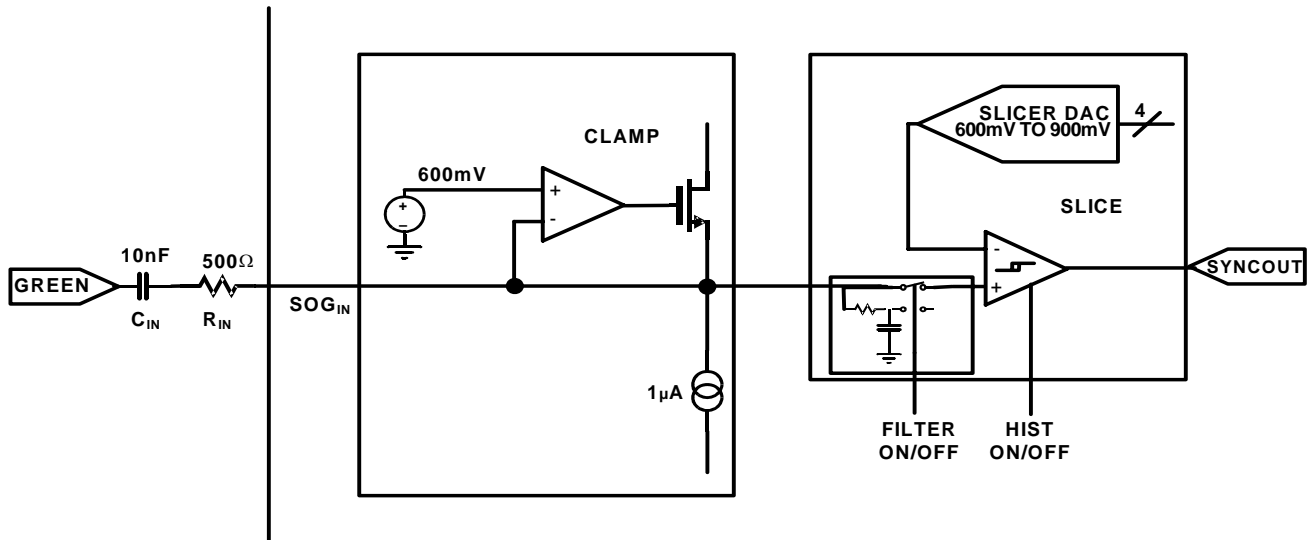 SLICER DAC
600mV TO 900mV
4
CLAMP
600mV
+
-
+
−
SLICE
10nF
500Ω
GREEN
C_IN
R_IN
SOG_IN
-
+
SYNCOUT
1µA
FILTER
ON/OFF
HIST
ON/OFF